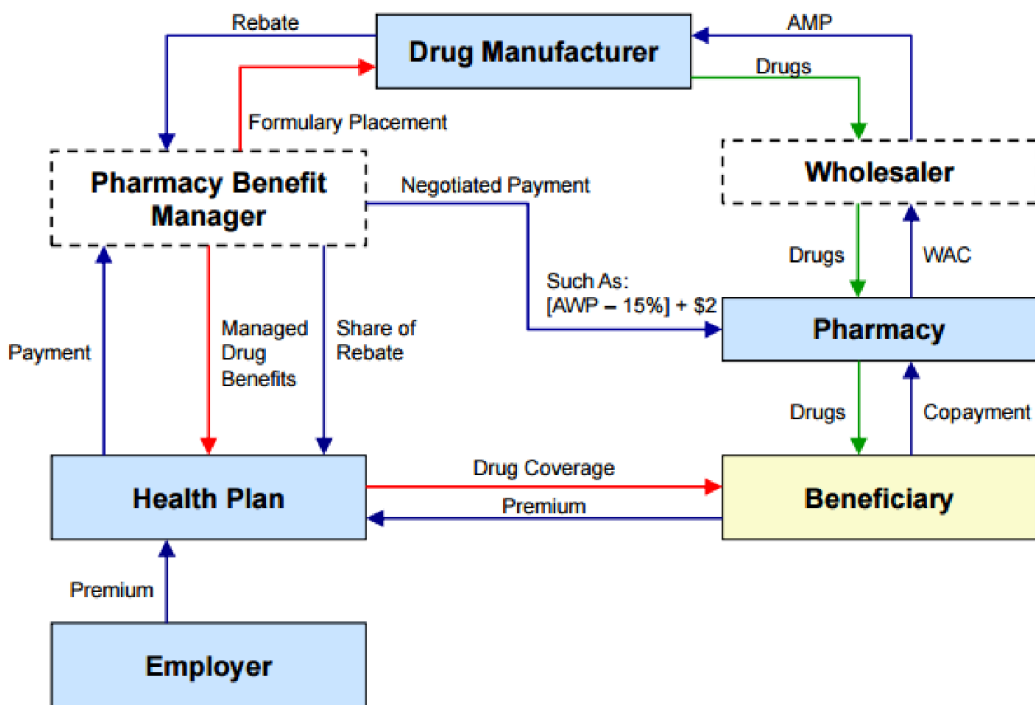 Rebate
Drug Manufacturer
AMP
Drugs
Formulary Placement
Pharmacy Benefit
Manager
Negotiated Payment
Wholesaler
Drugs
WAC
Such As:
[AWP – 15%] + $2
Pharmacy
Payment
Managed
Drug
Benefits
Share of
Rebate
Drugs
Copayment
Health Plan
Drug Coverage
Premium
Beneficiary
Premium
Employer